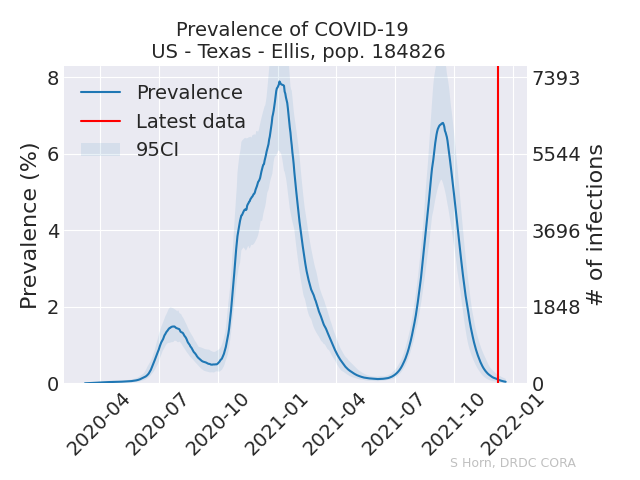 Prevalence of COVID-19
US - Texas - Ellis, pop. 184826
Prevalence
Latest data
95CI
Prevalence (%)
8
6
4
2
0
7393
5544
3696
1848
0
# of infections
2020-04
2020-07
2020-10
2021-01
2021-04
2021-07
2021-10
2022-01
S Horn, DRDC CORA